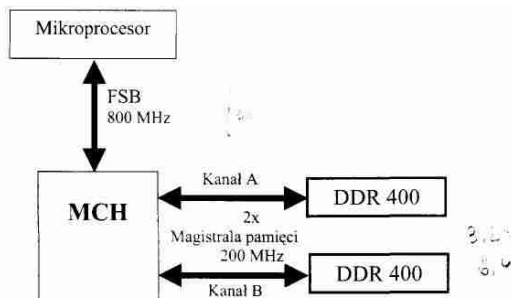 Mikroprocesor
FSB
800 MHz
Kanał A
MCH
DDR 400
2x
Magistrala pamięci
200 MHz
DDR 400
Kanał B